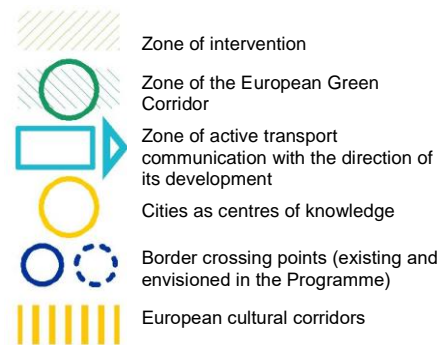 Zone of intervention
Zone of the European Green
Corridor
Zone of active transport
communication with the direction of
its development
Cities as centres of knowledge
Border crossing points (existing and
envisioned in the Programme)
European cultural corridors